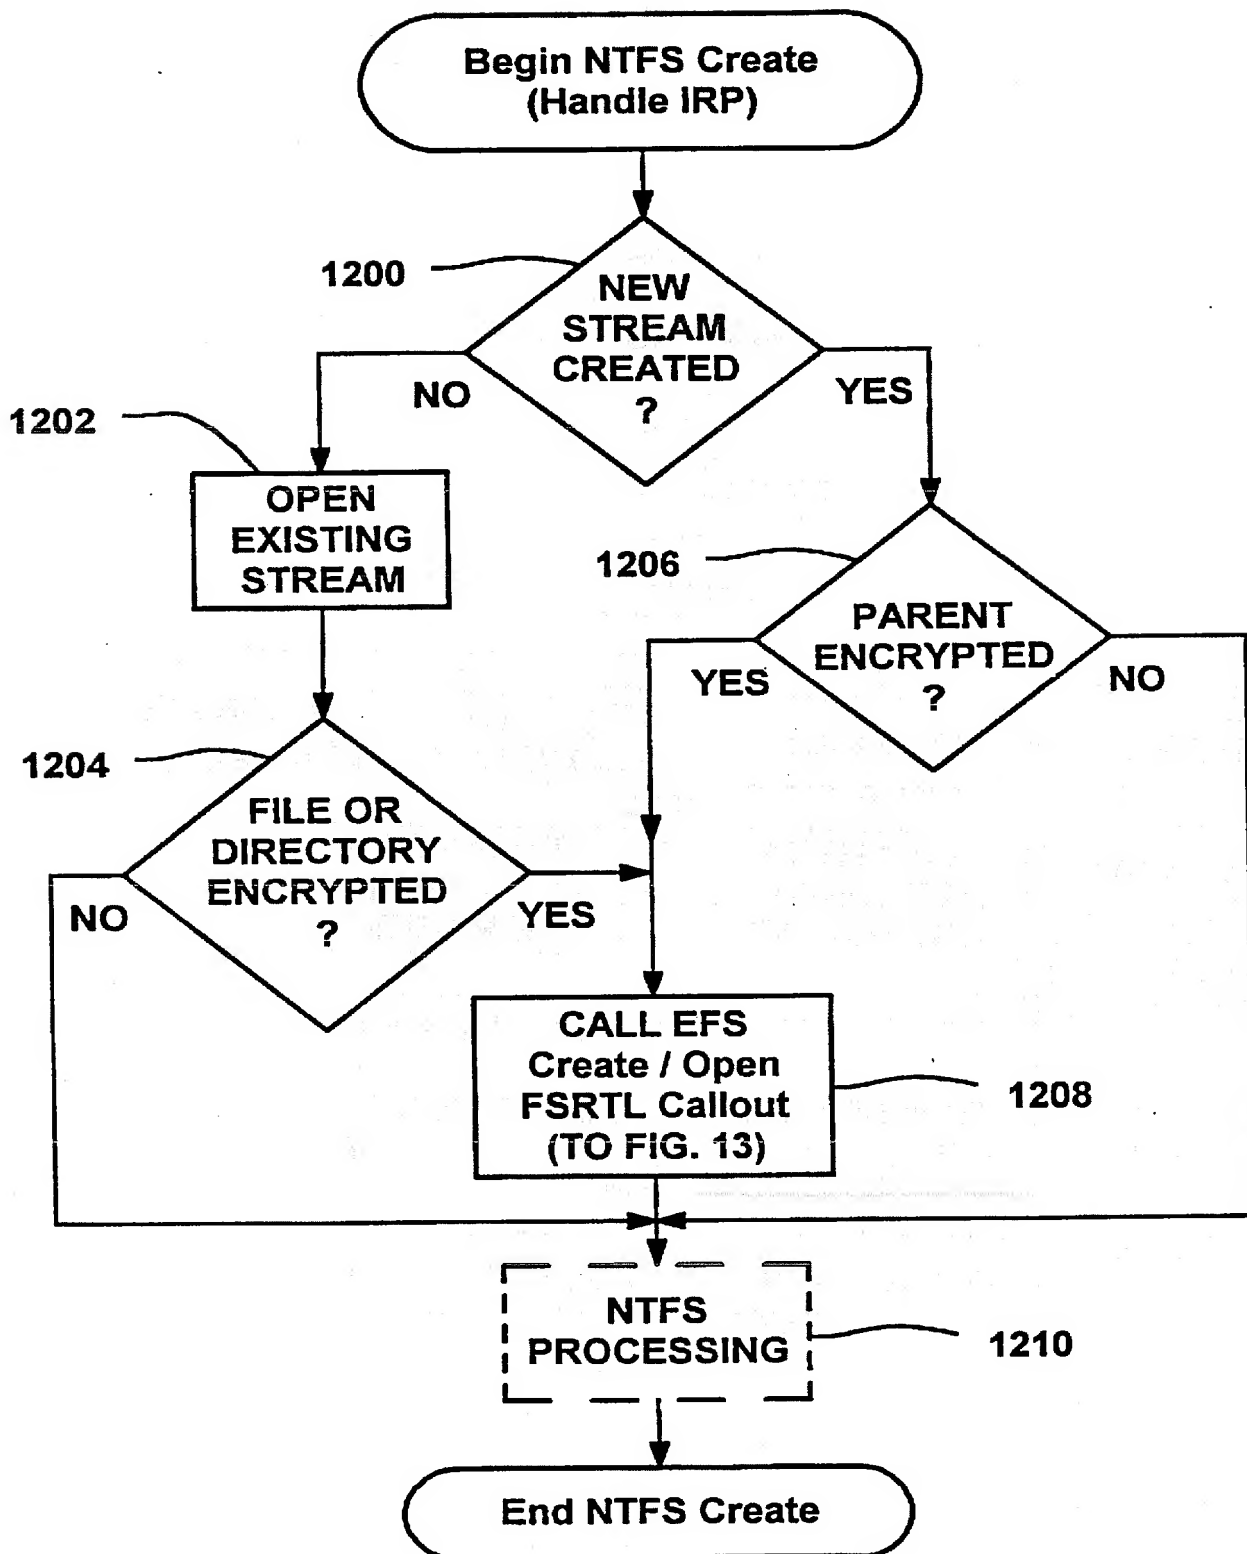 Begin NTFS Create
(Handle IRP)
1200
NEW
STREAM
CREATED
?
NO
YES
1202
OPEN
EXISTING
STREAM
1206
PARENT
ENCRYPTED
?
YES
NO
1204
FILE OR
DIRECTORY
ENCRYPTED
?
NO
YES
CALL EFS
Create / Open
FSRTL Callout
(TO FIG. 13)
1208
NTFS
PROCESSING
1210
End NTFS Create